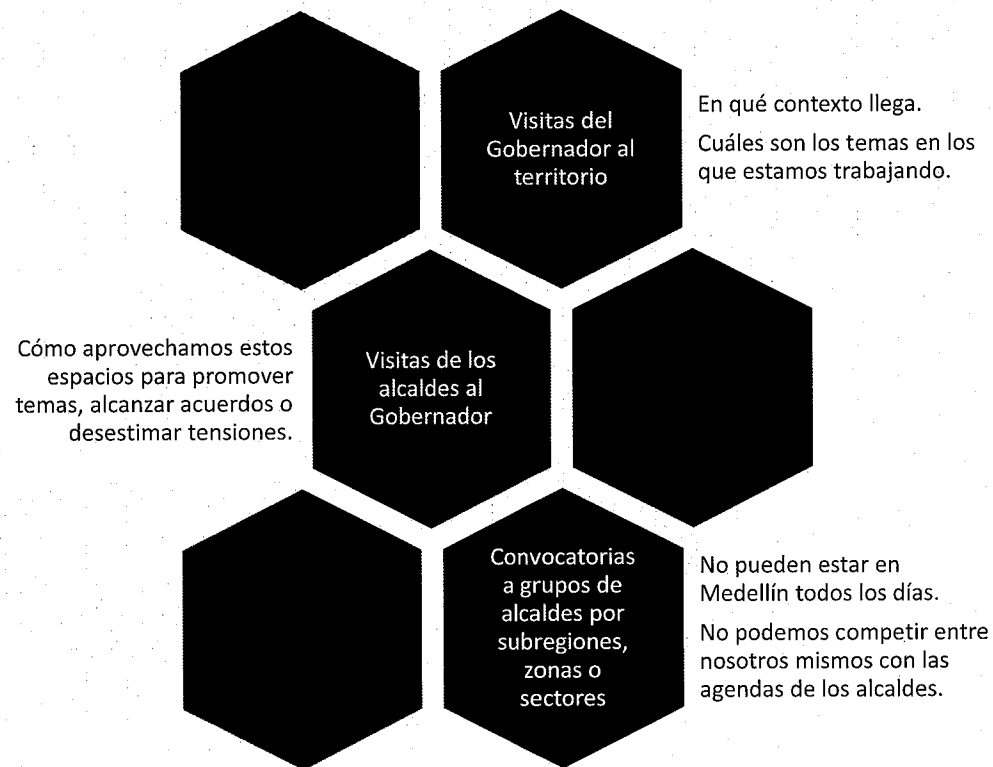 Visitas del
Gobernador al
territorio
En qué contexto llega.
Cuáles son los temas en los
que estamos trabajando.
Cómo aprovechamos estos
espacios para promover
temas, alcanzar acuerdos o
desestimar tensiones.
Visitas de los
alcaldes al
Gobernador
Convocatorias
a grupos de
alcaldes por
subregiones,
zonas o
sectores
No pueden estar en
Medellín todos los días.
No podemos competir entre
nosotros mismos con las
agendas de los alcaldes.